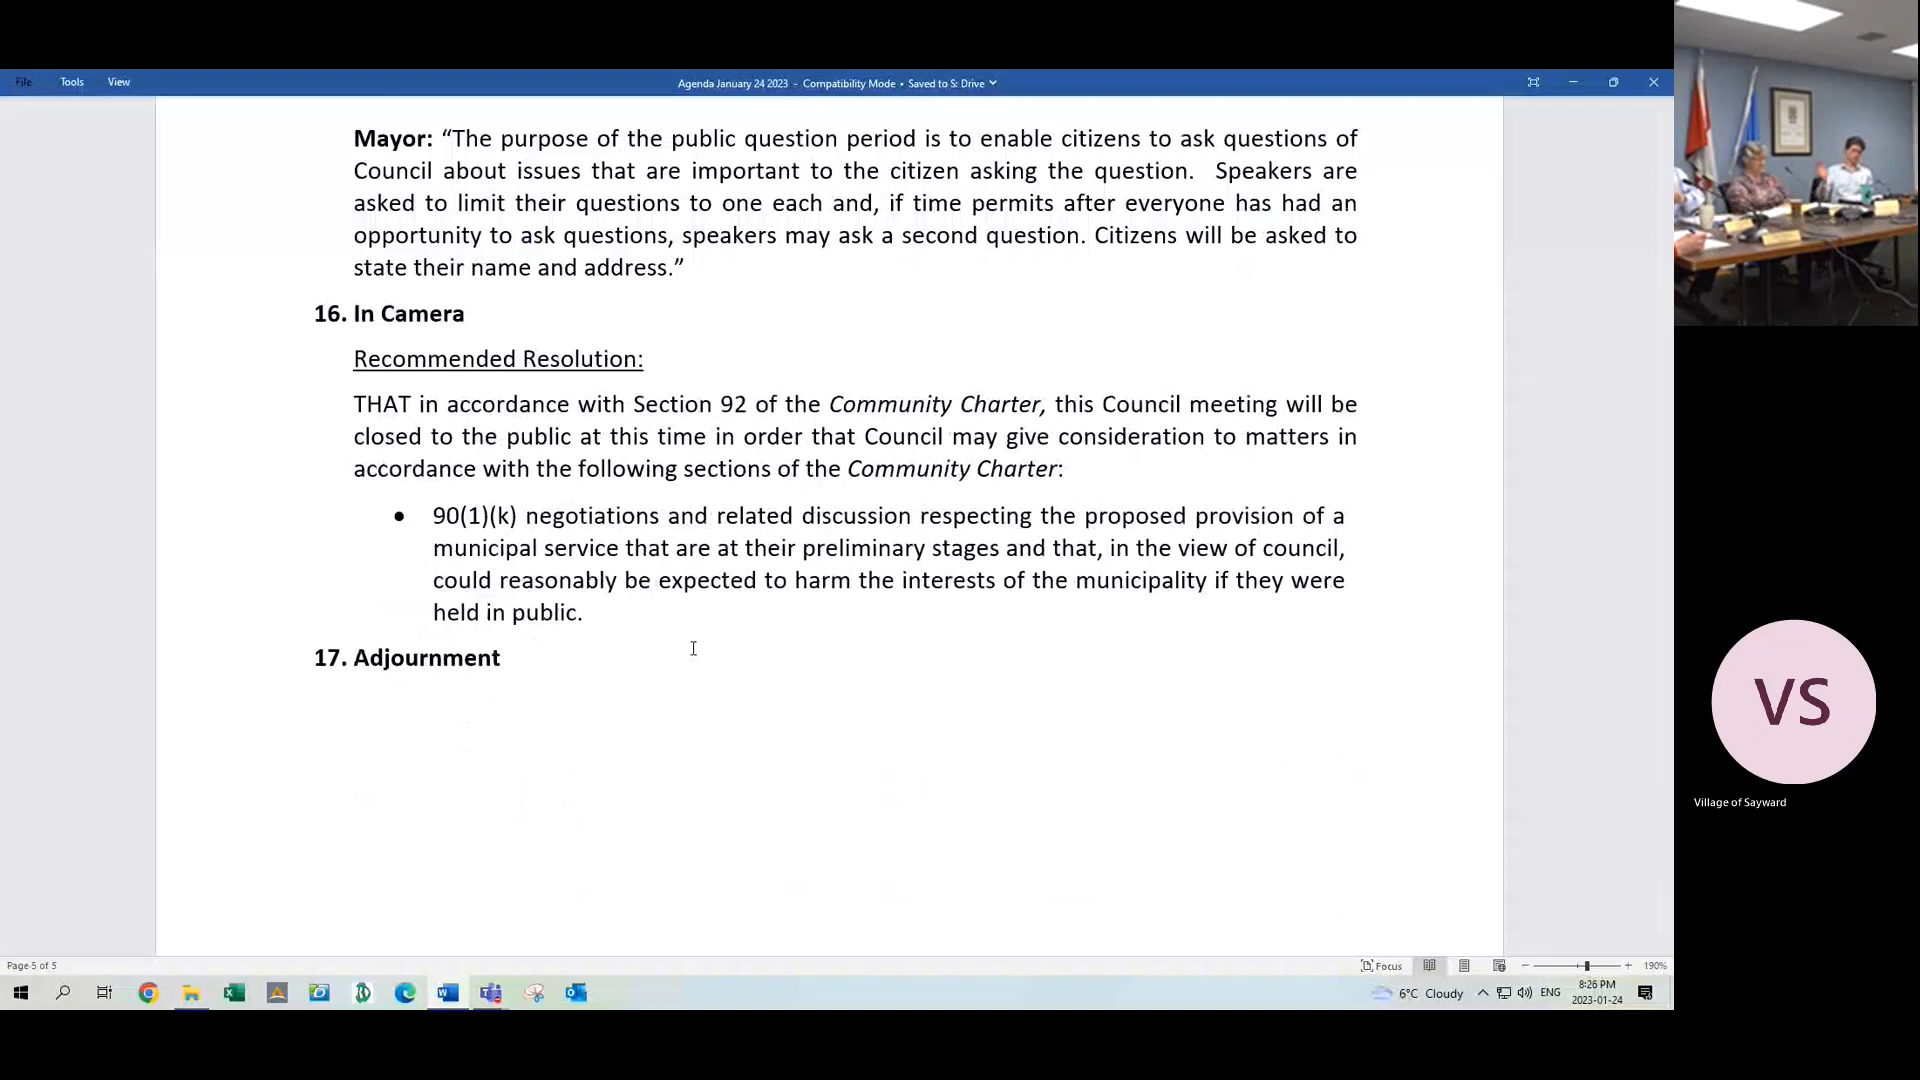 File Tools View Agenda January 24 2023 - Compatibility Mode • Saved to S: Drive
Mayor: “The purpose of the public question period is to enable citizens to ask questions of
Council about issues that are important to the citizen asking the question. Speakers are
asked to limit their questions to one each and, if time permits after everyone has had an
opportunity to ask questions, speakers may ask a second question. Citizens will be asked to
state their name and address.”
16. In Camera
Recommended Resolution:
THAT in accordance with Section 92 of the Community Charter, this Council meeting will be
closed to the public at this time in order that Council may give consideration to matters in
accordance with the following sections of the Community Charter:
• 90(1)(k) negotiations and related discussion respecting the proposed provision of a
municipal service that are at their preliminary stages and that, in the view of council,
could reasonably be expected to harm the interests of the municipality if they were
held in public.
17. Adjournment
VS
Village of Sayward
Page 5 of 5 Focus 190%
6°C Cloudy ENG 8:26 PM
2023-01-24